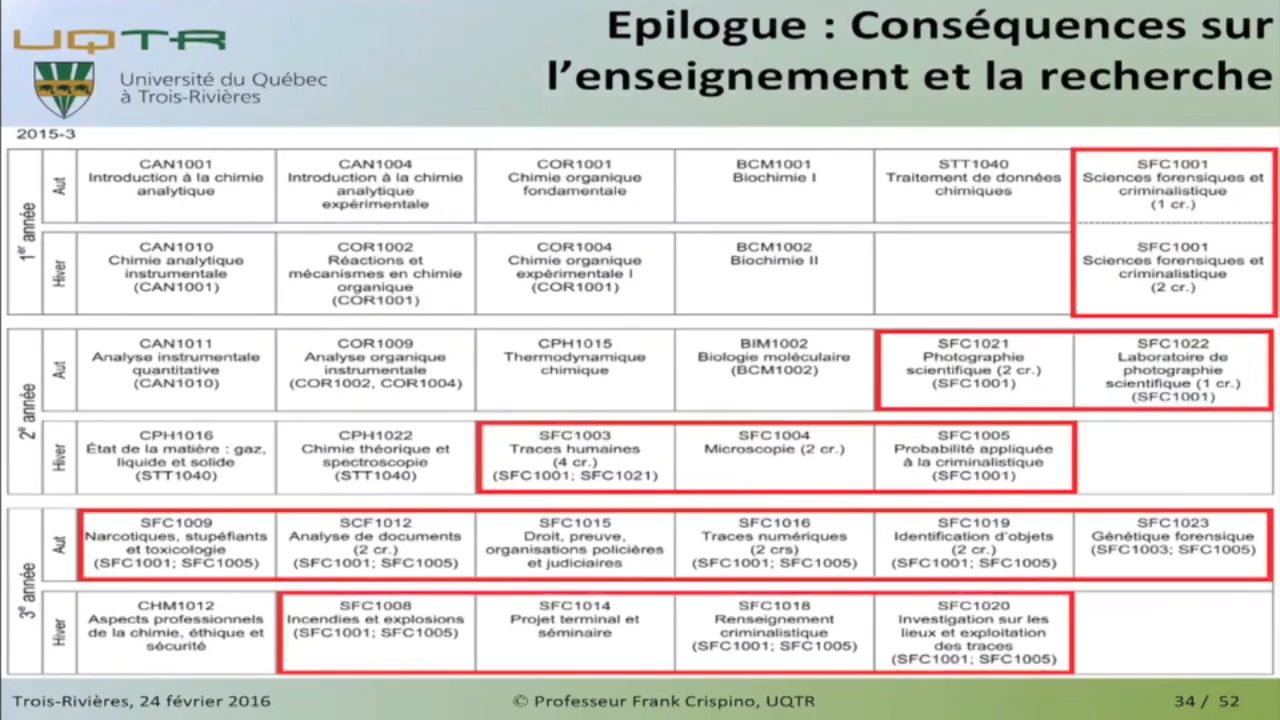 UQTR
Université du Québec
à Trois-Rivières
Epilogue : Conséquences sur
l’enseignement et la recherche
2015-3
1er année
Aut
CAN1001
Introduction à la chimie
analytique
CAN1004
Introduction à la chimie
analytique
expérimentale
COR1001
Chimie organique
fondamentale
BCM1001
Biochimie I
STT1040
Traitement de données
chimiques
SFC1001
Sciences forensiques et
criminalistique
(1 cr.)
Hiver
CAN1010
Chimie analytique
instrumentale
(CAN1001)
COR1002
Réactions et
mécanismes en chimie
organique
(COR1001)
COR1004
Chimie organique
expérimentale I
(COR1001)
BCM1002
Biochimie II
SFC1001
Sciences forensiques et
criminalistique
(2 cr.)
2e année
Aut
CAN1011
Analyse instrumentale
quantitative
(CAN1010)
COR1009
Analyse organique
instrumentale
(COR1002, COR1004)
CPH1015
Thermodynamique
chimique
BIM1002
Biologie moléculaire
(BCM1002)
SFC1021
Photographie
scientifique (2 cr.)
(SFC1001)
SFC1022
Laboratoire de
photographie
scientifique (1 cr.)
(SFC1001)
Hiver
CPH1016
État de la matière : gaz,
liquide et solide
(STT1040)
CPH1022
Chimie théorique et
spectroscopie
(STT1040)
SFC1003
Traces humaines
(4 cr.)
(SFC1001; SFC1021)
SFC1004
Microscopie (2 cr.)
SFC1005
Probabilité appliquée
à la criminalistique
(SFC1001)
3e année
Aut
SFC1009
Narcotiques, stupéfiants
et toxicologie
(SFC1001; SFC1005)
SCF1012
Analyse de documents
(2 cr.)
(SFC1001; SFC1005)
SFC1015
Droit, preuve,
organisations policières
et judiciaires
SFC1016
Traces numériques
(2 crs)
(SFC1001; SFC1005)
SFC1019
Identification d’objets
(2 cr.)
(SFC1001; SFC1005)
SFC1023
Génétique forensique
(SFC1003; SFC1005)
Hiver
CHM1012
Aspects professionnels
de la chimie, éthique et
sécurité
SFC1008
Incendies et explosions
(SFC1001; SFC1005)
SFC1014
Projet terminal et
séminaire
SFC1018
Renseignement
criminalistique
(SFC1001; SFC1005)
SFC1020
Investigation sur les
lieux et exploitation
des traces
(SFC1001; SFC1005)
Trois-Rivières, 24 février 2016
© Professeur Frank Crispino, UQTR
34 / 52